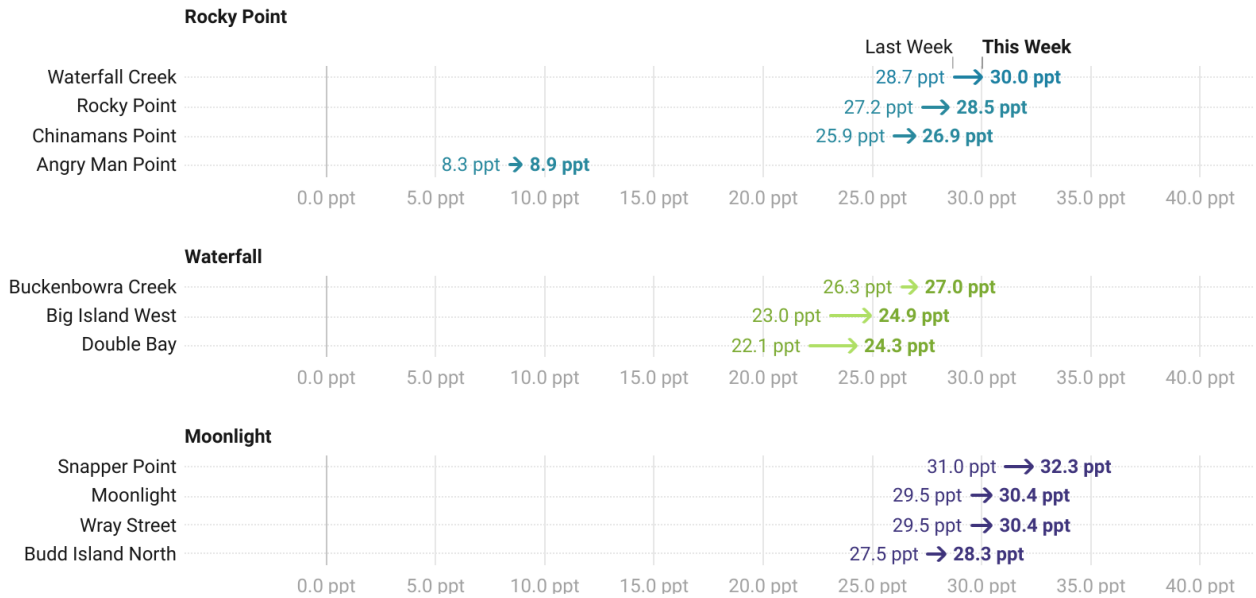 Rocky Point
Last Week This Week
Waterfall Creek 28.7 ppt 30.0 ppt
Rocky Point 27.2 ppt 28.5 ppt
Chinamans Point 25.9 ppt 26.9 ppt
Angry Man Point 8.3 ppt 8.9 ppt
0.0 ppt 5.0 ppt 10.0 ppt 15.0 ppt 20.0 ppt 25.0 ppt 30.0 ppt 35.0 ppt 40.0 ppt
Waterfall
Buckenbowra Creek 26.3 ppt 27.0 ppt
Big Island West 23.0 ppt 24.9 ppt
Double Bay 22.1 ppt 24.3 ppt
0.0 ppt 5.0 ppt 10.0 ppt 15.0 ppt 20.0 ppt 25.0 ppt 30.0 ppt 35.0 ppt 40.0 ppt
Moonlight
Snapper Point 31.0 ppt 32.3 ppt
Moonlight 29.5 ppt 30.4 ppt
Wray Street 29.5 ppt 30.4 ppt
Budd Island North 27.5 ppt 28.3 ppt
0.0 ppt 5.0 ppt 10.0 ppt 15.0 ppt 20.0 ppt 25.0 ppt 30.0 ppt 35.0 ppt 40.0 ppt